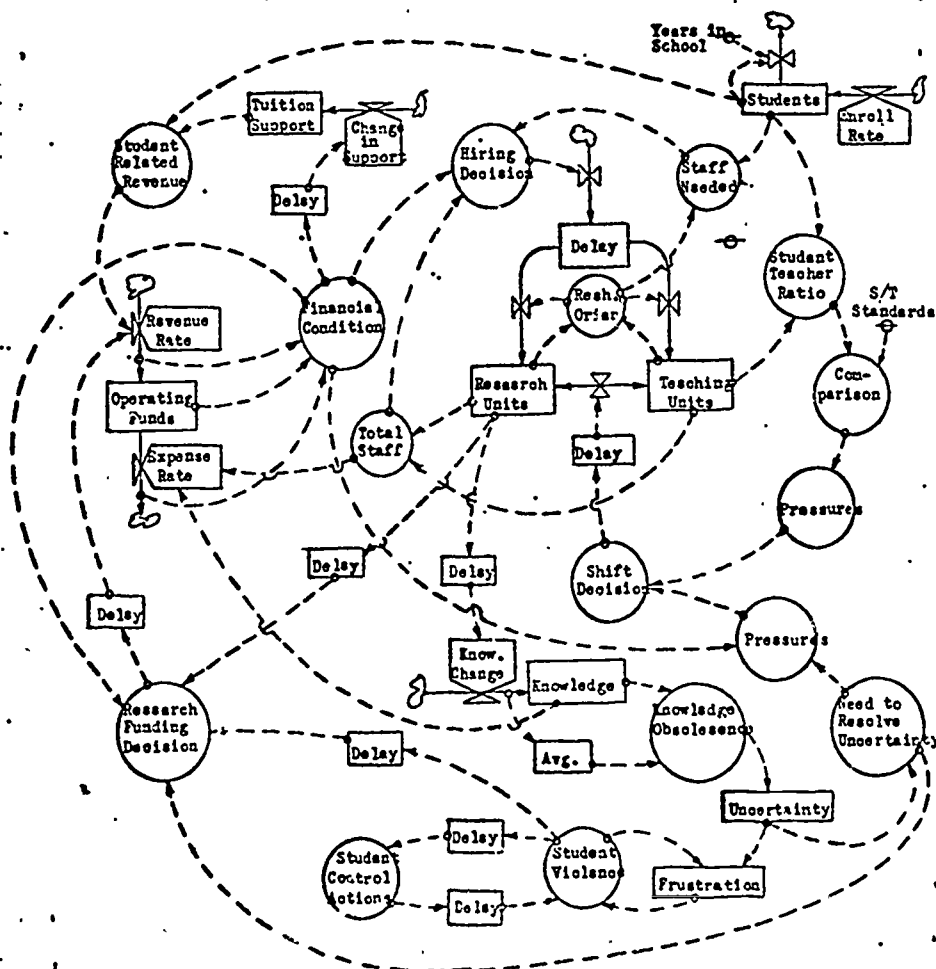 Years in
School
Students
Enroll
Rate
Tuition
Support
Change
in
Support
Student
Related
Revenue
Hiring
Decision
Staff
Needed
Delay
Delay
Student
Teacher
Ratio
S/T
Standards
Financial
Condition
Resh.
Revenue
Rate
Operating
Funds
Research
Units
Teaching
Units
Com-
parison
Total
Staff
Expense
Rate
Delay
Pressures
Delay
Delay
Shift
Decision
Delay
Pressures
Know.
Change
Knowledge
Research
Funding
Decision
Knowledge
Obsolesence
Need to
Resolve
Uncertainty
Delay
Avg.
Uncertainty
Delay
Student
Control
Actions
Student
Violence
Frustration
Delay